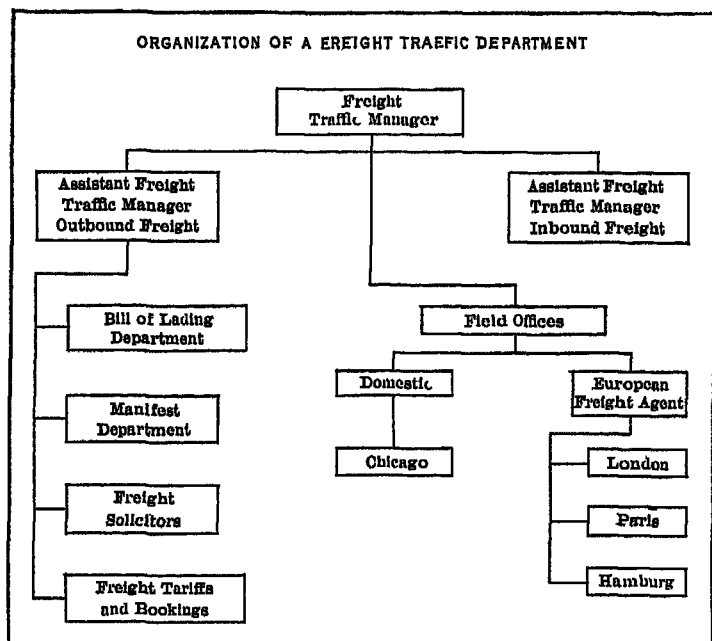 ORGANIZATION OF A EREIGHT TRAEFIC DEPARTMENT
Freight
Traffic Manager
Assistant Freight
Traffic Manager
Outbound Freight
Assistant Freight
Traffic Manager
Inbound Freight
Bill of Lading
Department
Manifest
Department
Freight
Solicitors
Freight Tariffs
and Bookings
Field Offices
Domestic
Chicago
European
Freight Agent
London
Paris
Hamburg